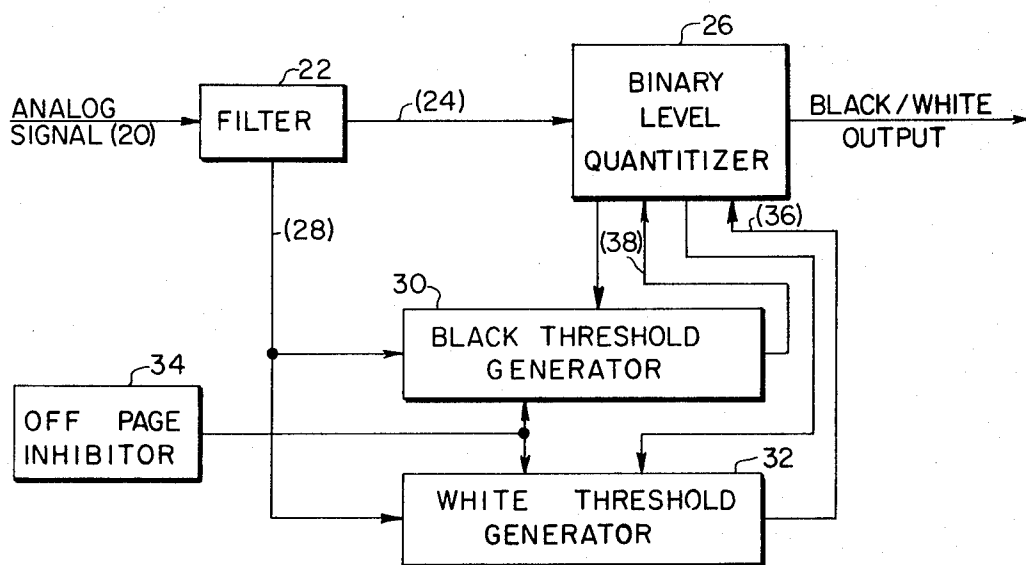 26
22
ANALOG
SIGNAL (20)
FILTER
(24)
BINARY
LEVEL
QUANTITIZER
BLACK/WHITE
OUTPUT
(28)
(38)
(36)
30
BLACK THRESHOLD
GENERATOR
34
OFF PAGE
INHIBITOR
32
WHITE THRESHOLD
GENERATOR